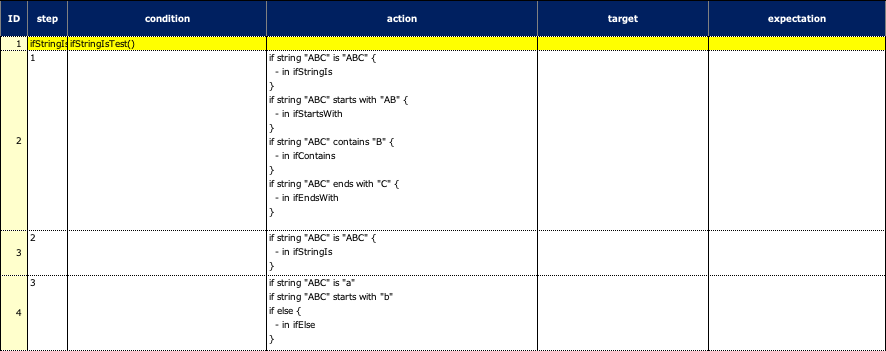 ID step condition action target expectation
1 ifStringIs ifStringIsTest()
2 1 if string "ABC" is "ABC" {
- in ifStringIs
}
if string "ABC" starts with "AB" {
- in ifStartsWith
}
if string "ABC" contains "B" {
- in ifContains
}
if string "ABC" ends with "C" {
- in ifEndsWith
}
3 2 if string "ABC" is "ABC" {
- in ifStringIs
}
4 3 if string "ABC" is "a"
if string "ABC" starts with "b"
if else {
- in ifElse
}